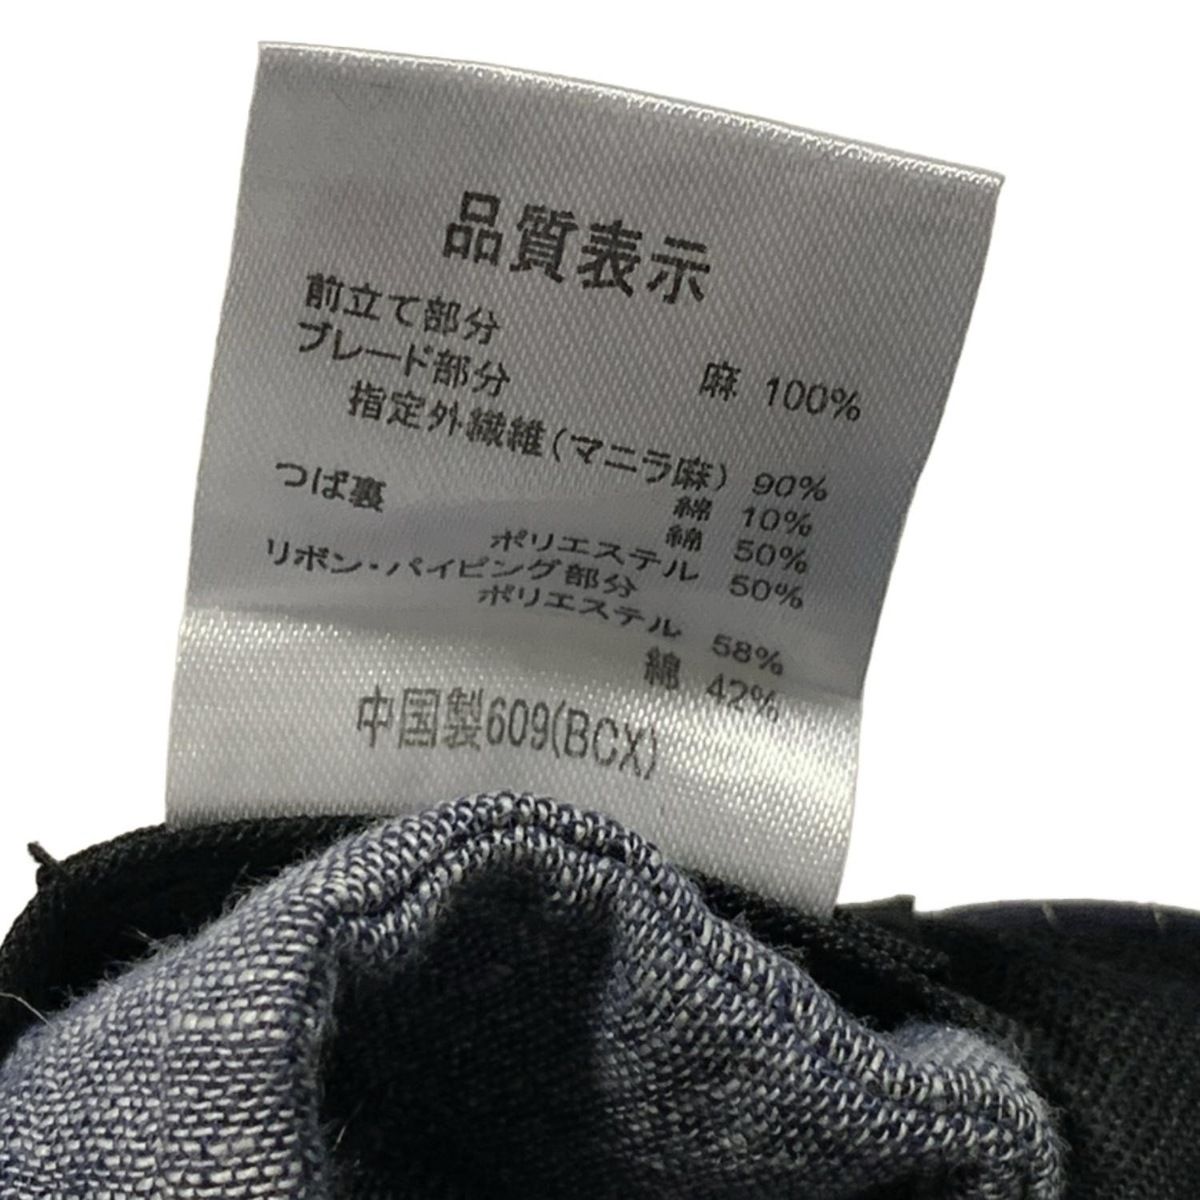 品質表示
前立て部分
麻 100%
ブレード部分
指定外繊維(マニラ麻) 90%
綿 10%
つば裏
綿 50%
ポリエステル 50%
リボン・パイピング部分
ポリエステル 58%
綿 42%
中国製609(BCX)